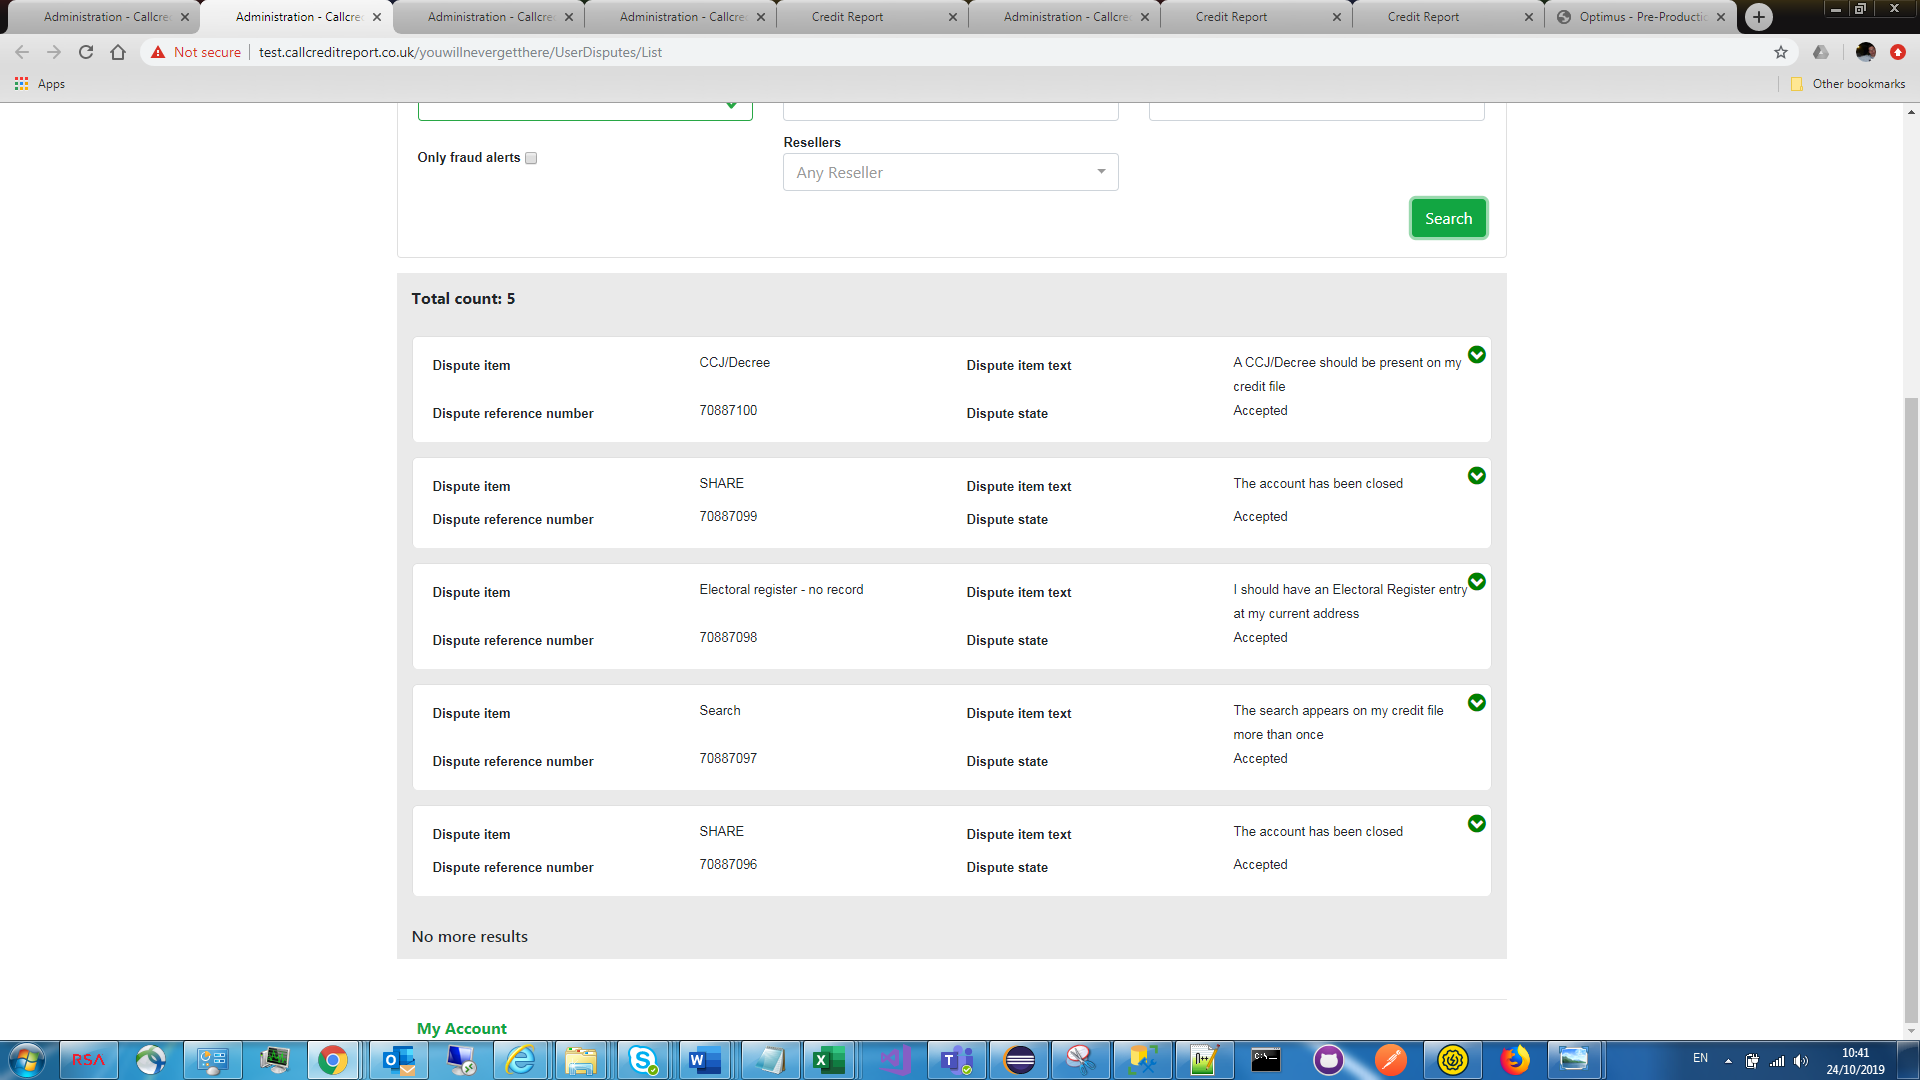 Administration - Callcre
Administration - Callcre
Administration - Callcre
Administration - Callcre
Credit Report
Administration - Callcre
Credit Report
Credit Report
Optimus - Pre-Producti
Not secure
test.callcreditreport.co.uk/youwillnevergetthere/UserDisputes/List
Apps
Other bookmarks
Only fraud alerts
Resellers
Any Reseller
Search
Total count: 5
Dispute item CCJ/Decree Dispute item text A CCJ/Decree should be present on my
credit file
Dispute reference number 70887100 Dispute state Accepted
Dispute item SHARE Dispute item text The account has been closed
Dispute reference number 70887099 Dispute state Accepted
Dispute item Electoral register - no record Dispute item text I should have an Electoral Register entry
at my current address
Dispute reference number 70887098 Dispute state Accepted
Dispute item Search Dispute item text The search appears on my credit file
more than once
Dispute reference number 70887097 Dispute state Accepted
Dispute item SHARE Dispute item text The account has been closed
Dispute reference number 70887096 Dispute state Accepted
No more results
My Account
RSA
EN
10:41
24/10/2019